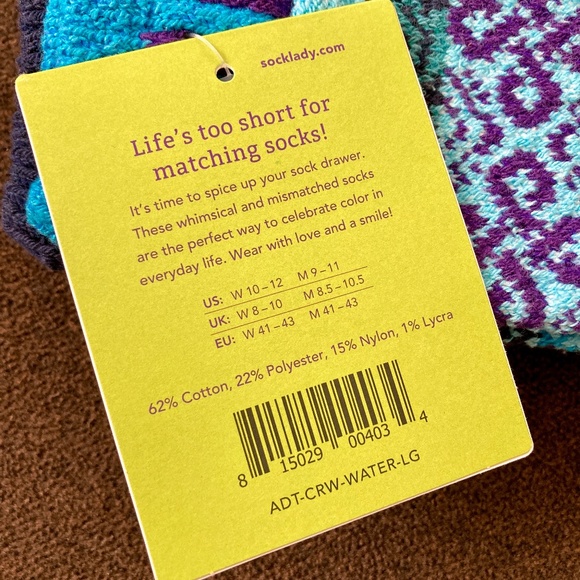 socklady.com
Life's too short for
matching socks!
It's time to spice up your sock drawer.
These whimsical and mismatched socks
are the perfect way to celebrate color in
everyday life. Wear with love and a smile!
US: W 10 – 12 M 9 – 11
UK: W 8 – 10 M 8.5 – 10.5
EU: W 41 – 43 M 41 – 43
62% Cotton, 22% Polyester, 15% Nylon, 1% Lycra
8 15029 00403 4
ADT-CRW-WATER-LG